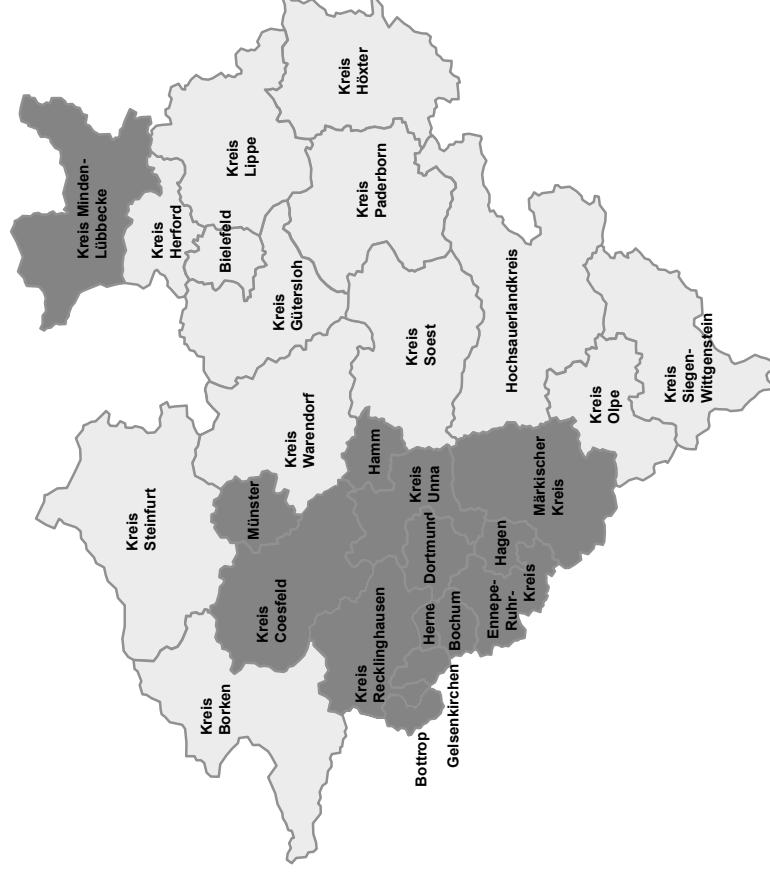 Kreis Minden-
Lübbecke
Kreis
Herford
Kreis
Lippe
Kreis
Höxter
Bielefeld
Kreis
Gütersloh
Kreis
Paderborn
Kreis
Steinfurt
Kreis
Warendorf
Kreis
Soest
Hochsauerlandkreis
Münster
Hamm
Kreis
Borken
Kreis
Coesfeld
Kreis
Recklinghausen
Kreis
Unna
Dortmund
Herne
Bochum
Bottrop
Gelsenkirchen
Ennepe-
Ruhr-
Kreis
Hagen
Märkischer
Kreis
Kreis
Olpe
Kreis
Siegen-
Wittgenstein